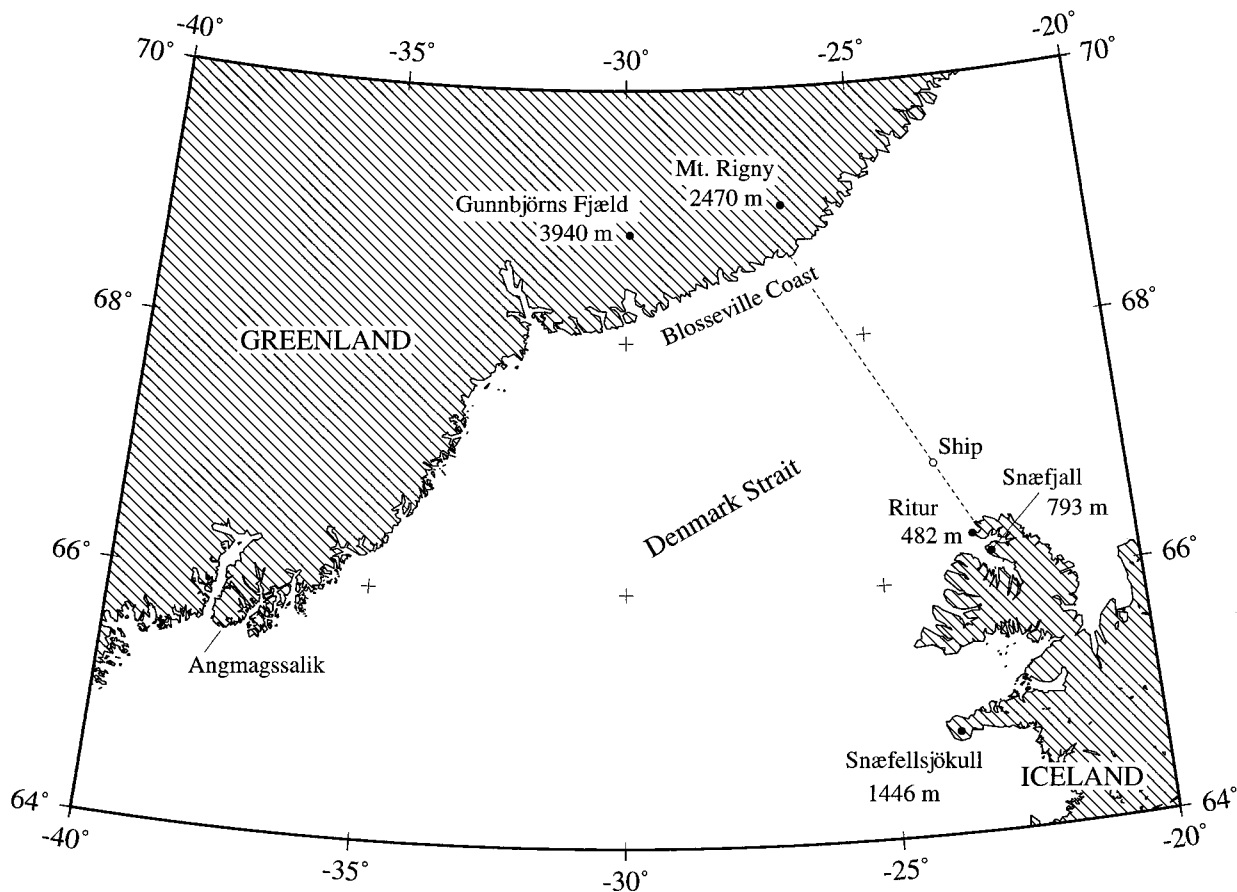 -40°
-35°
-30°
-25°
-20°
70°
70°
Mt. Rigny
2470 m
Gunnbjörns Fjæld
3940 m
68°
68°
Blosseville Coast
GREENLAND
Ship
Denmark Strait
Snæfjall
793 m
Ritur
482 m
66°
66°
Angmagssalik
Snæfellsjökull
1446 m
ICELAND
64°
64°
-40°
-35°
-30°
-25°
-20°